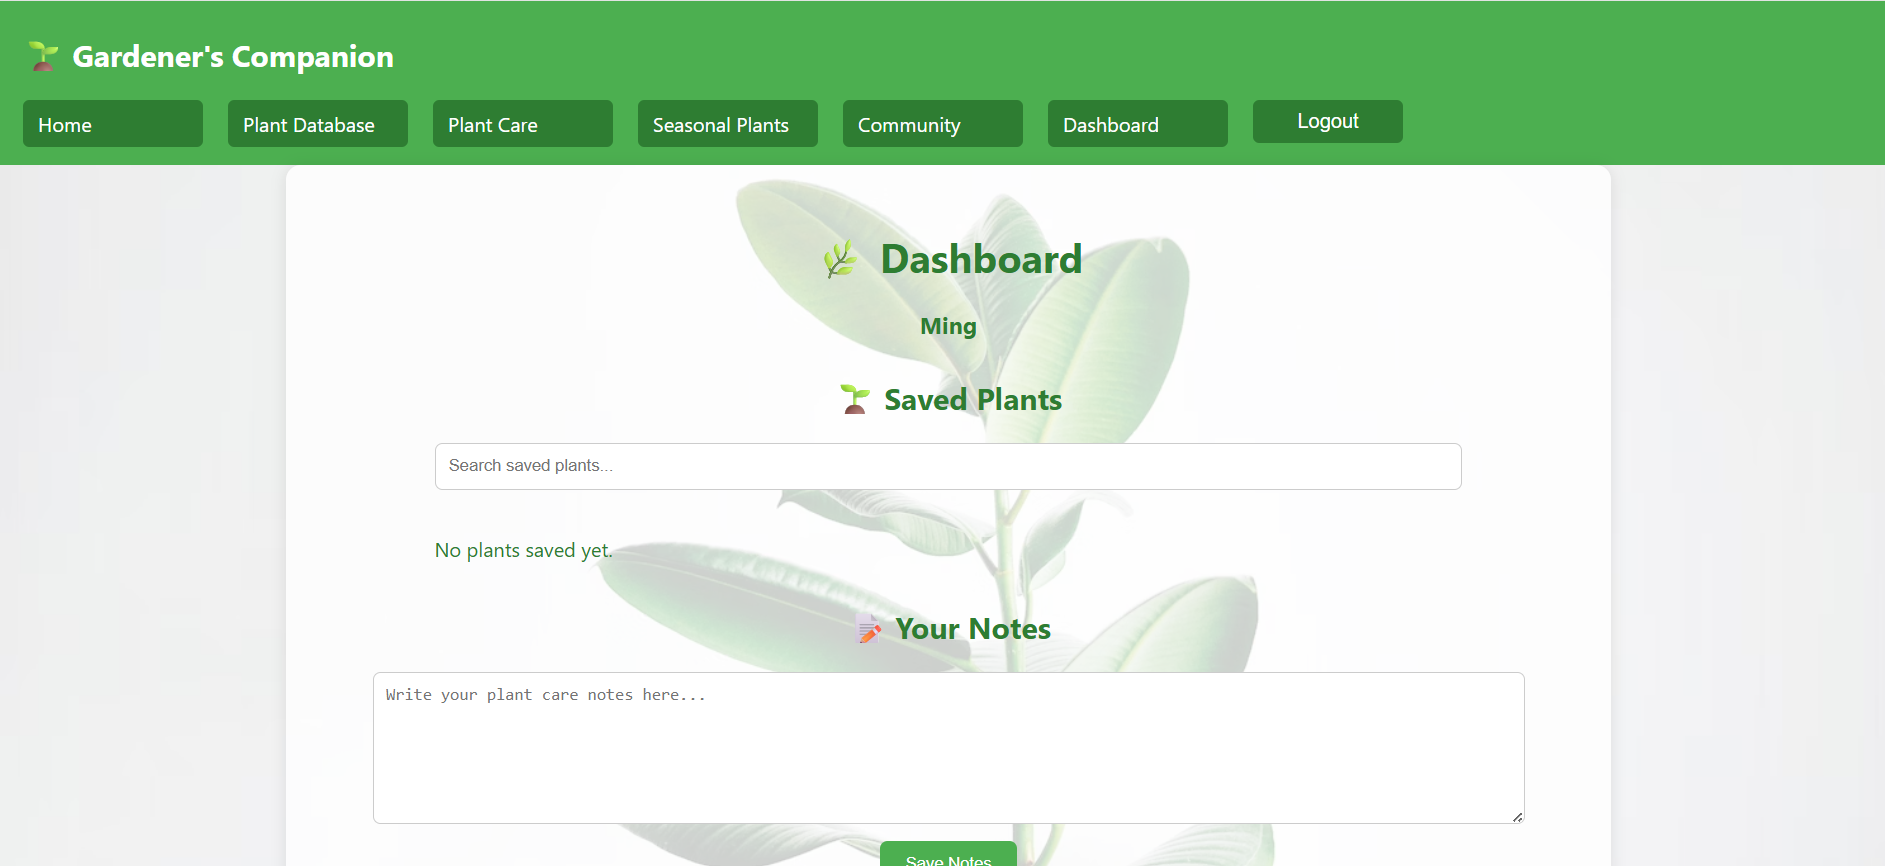 Gardener's Companion
Home
Plant Database
Plant Care
Seasonal Plants
Community
Dashboard
Logout
Dashboard
Ming
Saved Plants
Search saved plants...
No plants saved yet.
Your Notes
Write your plant care notes here...
Save Notes